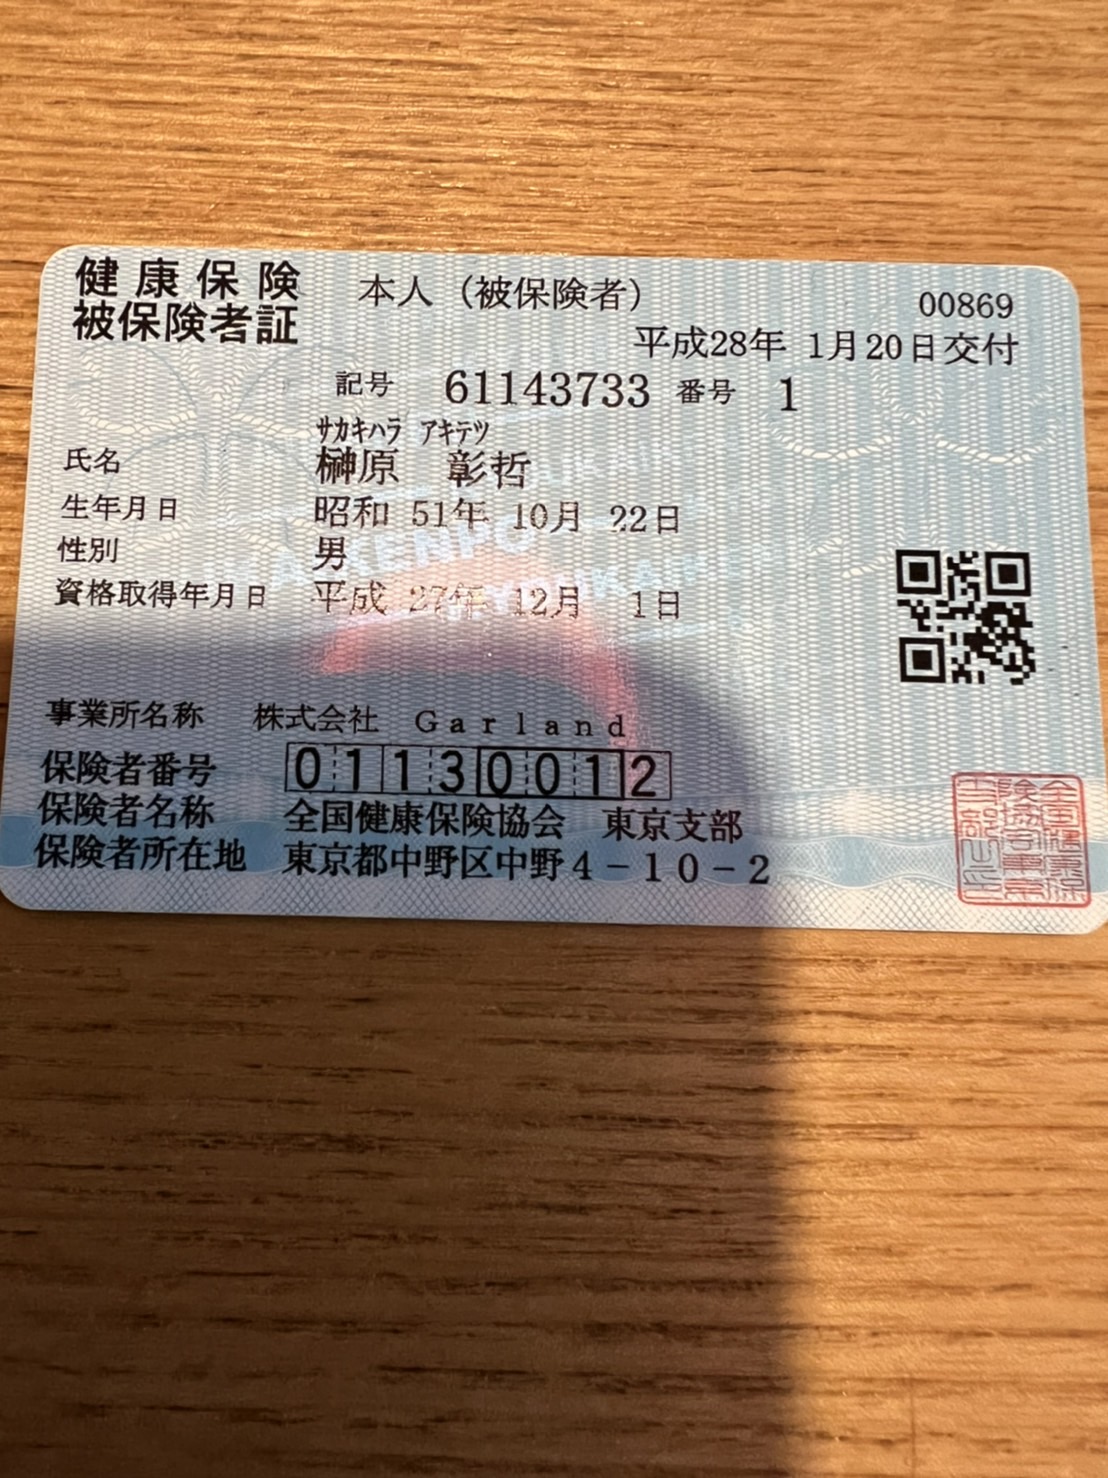 健康保険
被保険者証
本人（被保険者）
00869
平成28年 1月20日交付
記号 61143733 番号 1
ｻｶｷﾊﾗ ｱｷﾃﾂ
氏名 榊原 彰哲
生年月日 昭和 51年 10月 22日
性別 男
資格取得年月日 平成 27年 12月 1日
事業所名称 株式会社 Garland
保険者番号 01130012
保険者名称 全国健康保険協会 東京支部
保険者所在地 東京都中野区中野4－10－2